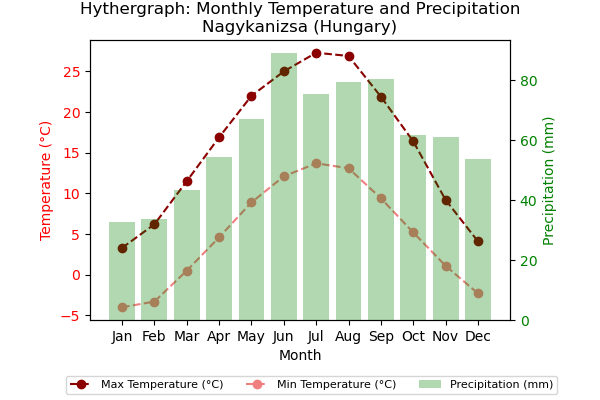 Hythergraph: Monthly Temperature and Precipitation
Nagykanizsa (Hungary)
Temperature (°C)
25
20
15
10
5
0
−5
Precipitation (mm)
80
60
40
20
0
Jan Feb Mar Apr May Jun Jul Aug Sep Oct Nov Dec
Month
Max Temperature (°C) Min Temperature (°C) Precipitation (mm)